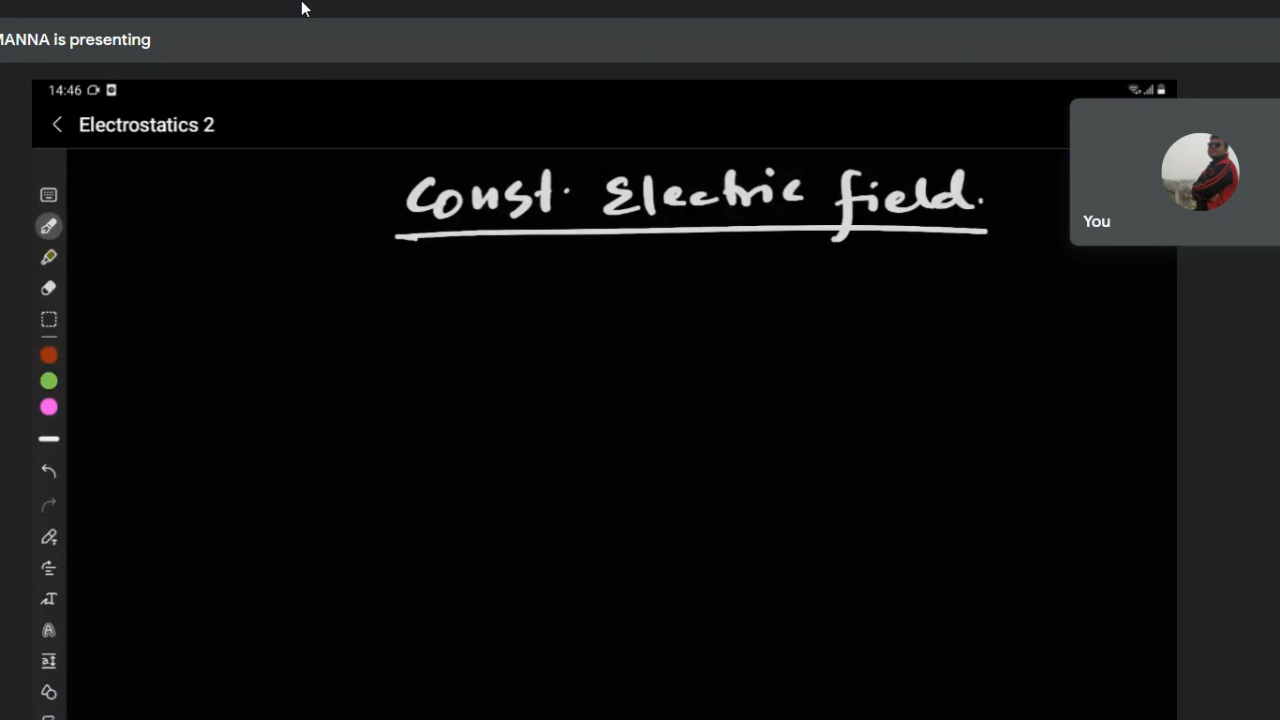 MANNA is presenting
14:46
Electrostatics 2
Const. Electric field.
You